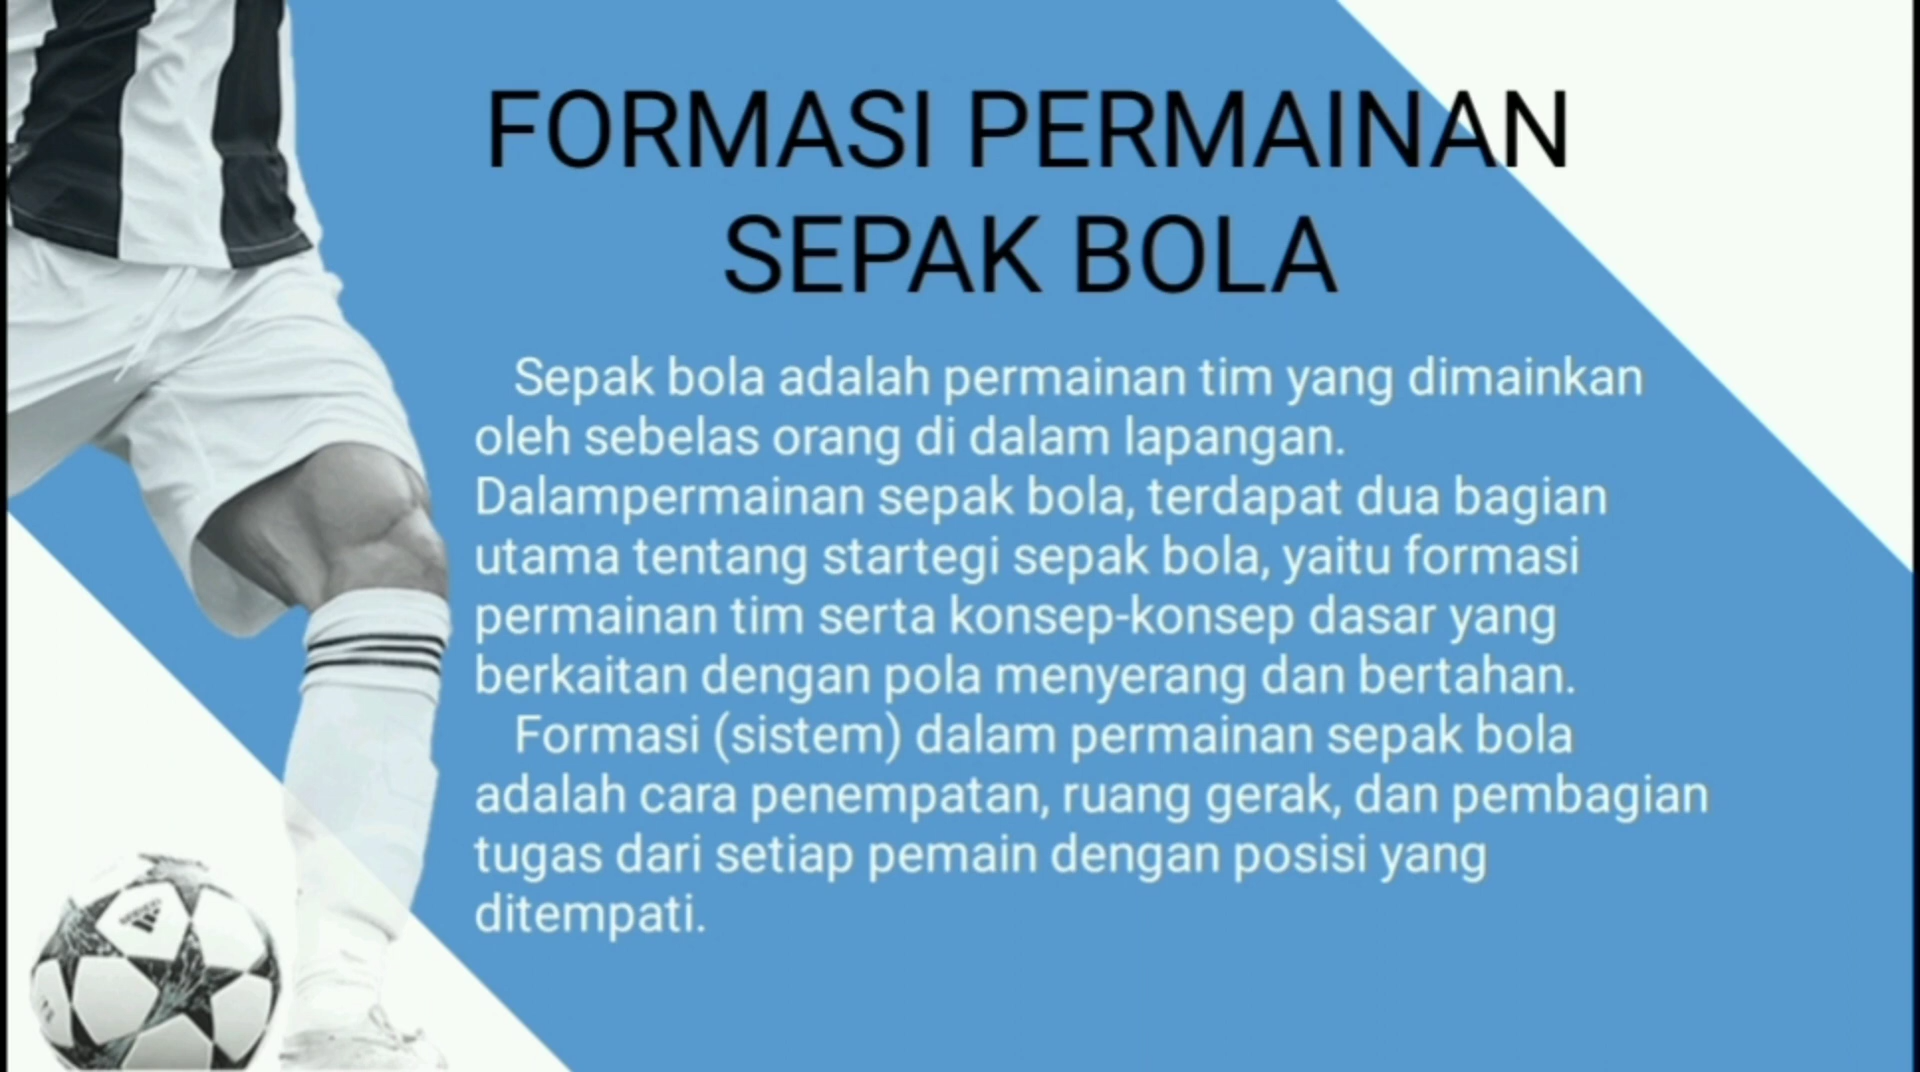 FORMASI PERMAINAN
SEPAK BOLA
Sepak bola adalah permainan tim yang dimainkan
oleh sebelas orang di dalam lapangan.
Dalampermainan sepak bola, terdapat dua bagian
utama tentang startegi sepak bola, yaitu formasi
permainan tim serta konsep-konsep dasar yang
berkaitan dengan pola menyerang dan bertahan.
Formasi (sistem) dalam permainan sepak bola
adalah cara penempatan, ruang gerak, dan pembagian
tugas dari setiap pemain dengan posisi yang
ditempati.